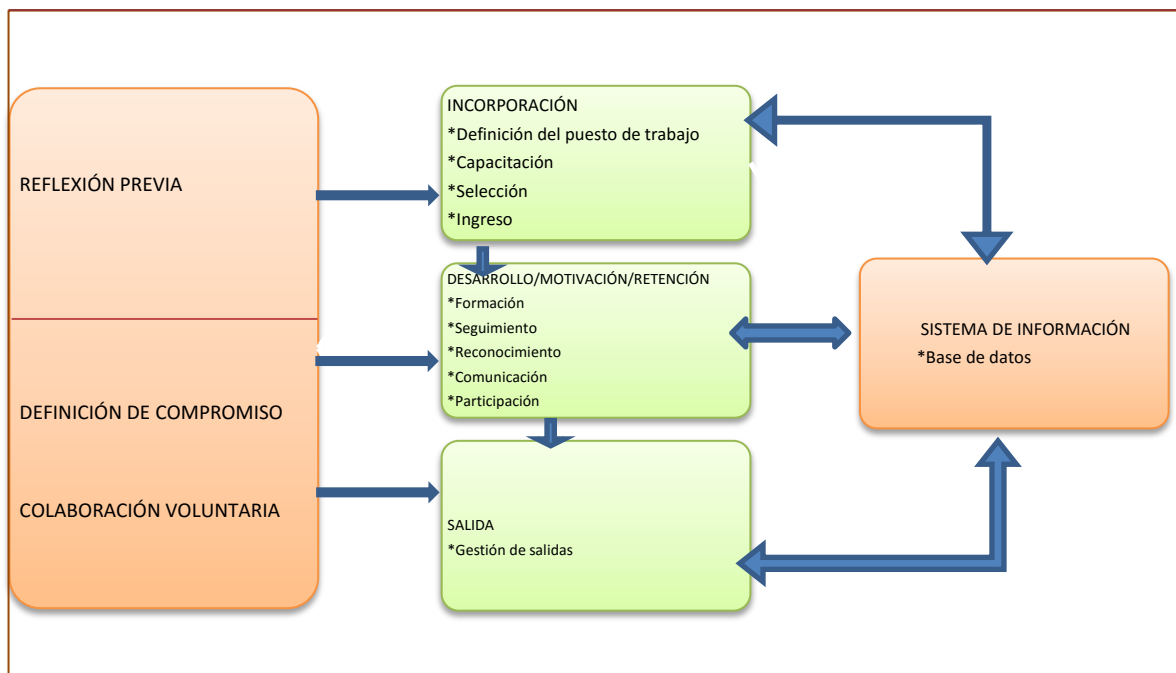 REFLEXIÓN PREVIA
DEFINICIÓN DE COMPROMISO
COLABORACIÓN VOLUNTARIA
INCORPORACIÓN
*Definición del puesto de trabajo
*Capacitación
*Selección
*Ingreso
DESARROLLO/MOTIVACIÓN/RETENCIÓN
*Formación
*Seguimiento
*Reconocimiento
*Comunicación
*Participación
SALIDA
*Gestión de salidas
SISTEMA DE INFORMACIÓN
*Base de datos